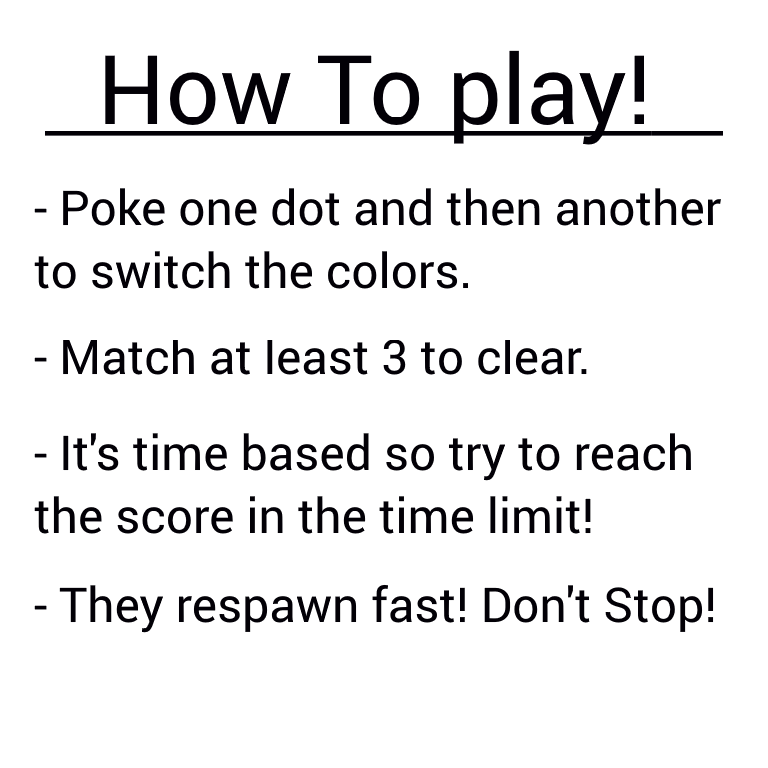 How To play!
- Poke one dot and then another
to switch the colors.
- Match at least 3 to clear.
- It's time based so try to reach
the score in the time limit!
- They respawn fast! Don't Stop!